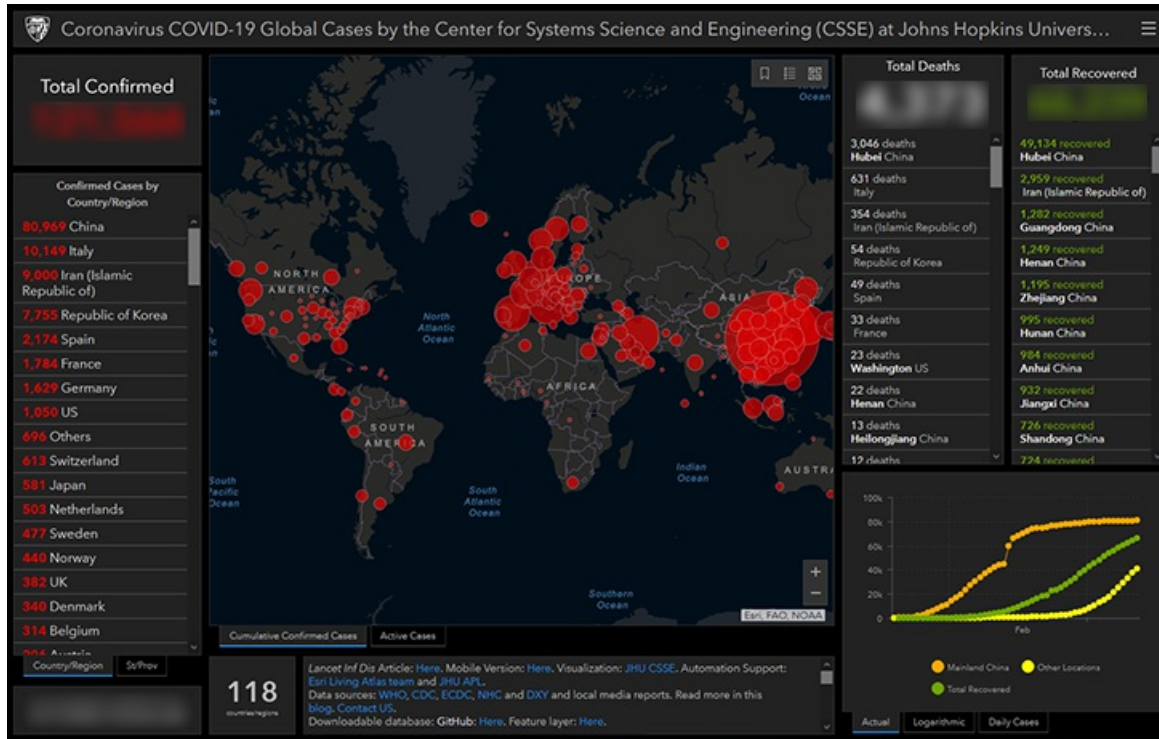 Coronavirus COVID-19 Global Cases by the Center for Systems Science and Engineering (CSSE) at Johns Hopkins Univers...
Total Confirmed
Confirmed Cases by
Country/Region
80,969 China
10,149 Italy
9,000 Iran (Islamic
Republic of)
7,755 Republic of Korea
2,174 Spain
1,784 France
1,629 Germany
1,050 US
696 Others
613 Switzerland
581 Japan
503 Netherlands
477 Sweden
440 Norway
382 UK
340 Denmark
314 Belgium
Country/Region
St/Prov
Ocean
NORTH
AMERICA
North
Atlantic
Ocean
EUROPE
ASIA
AFRICA
SOUTH
AMERICA
South
Pacific
Ocean
South
Atlantic
Ocean
Indian
Ocean
AUSTRA
Southern
Ocean
+
−
Esri, FAO, NOAA
Cumulative Confirmed Cases
Active Cases
118
countries/regions
Lancet Inf Dis Article: Here. Mobile Version: Here. Visualization: JHU CSSE. Automation Support:
Esri Living Atlas team and JHU APL.
Data sources: WHO, CDC, ECDC, NHC and DXY and local media reports. Read more in this
blog. Contact US.
Downloadable database: GitHub: Here. Feature layer: Here.
Total Deaths
3,046 deaths
Hubei China
631 deaths
Italy
354 deaths
Iran (Islamic Republic of)
54 deaths
Republic of Korea
49 deaths
Spain
33 deaths
France
23 deaths
Washington US
22 deaths
Henan China
13 deaths
Heilongjiang China
12 deaths
Total Recovered
49,134 recovered
Hubei China
2,959 recovered
Iran (Islamic Republic of)
1,282 recovered
Guangdong China
1,249 recovered
Henan China
1,195 recovered
Zhejiang China
995 recovered
Hunan China
984 recovered
Anhui China
932 recovered
Jiangxi China
726 recovered
Shandong China
724 recovered
100k
80k
60k
40k
20k
0
Feb
Mainland China
Other Locations
Total Recovered
Actual
Logarithmic
Daily Cases